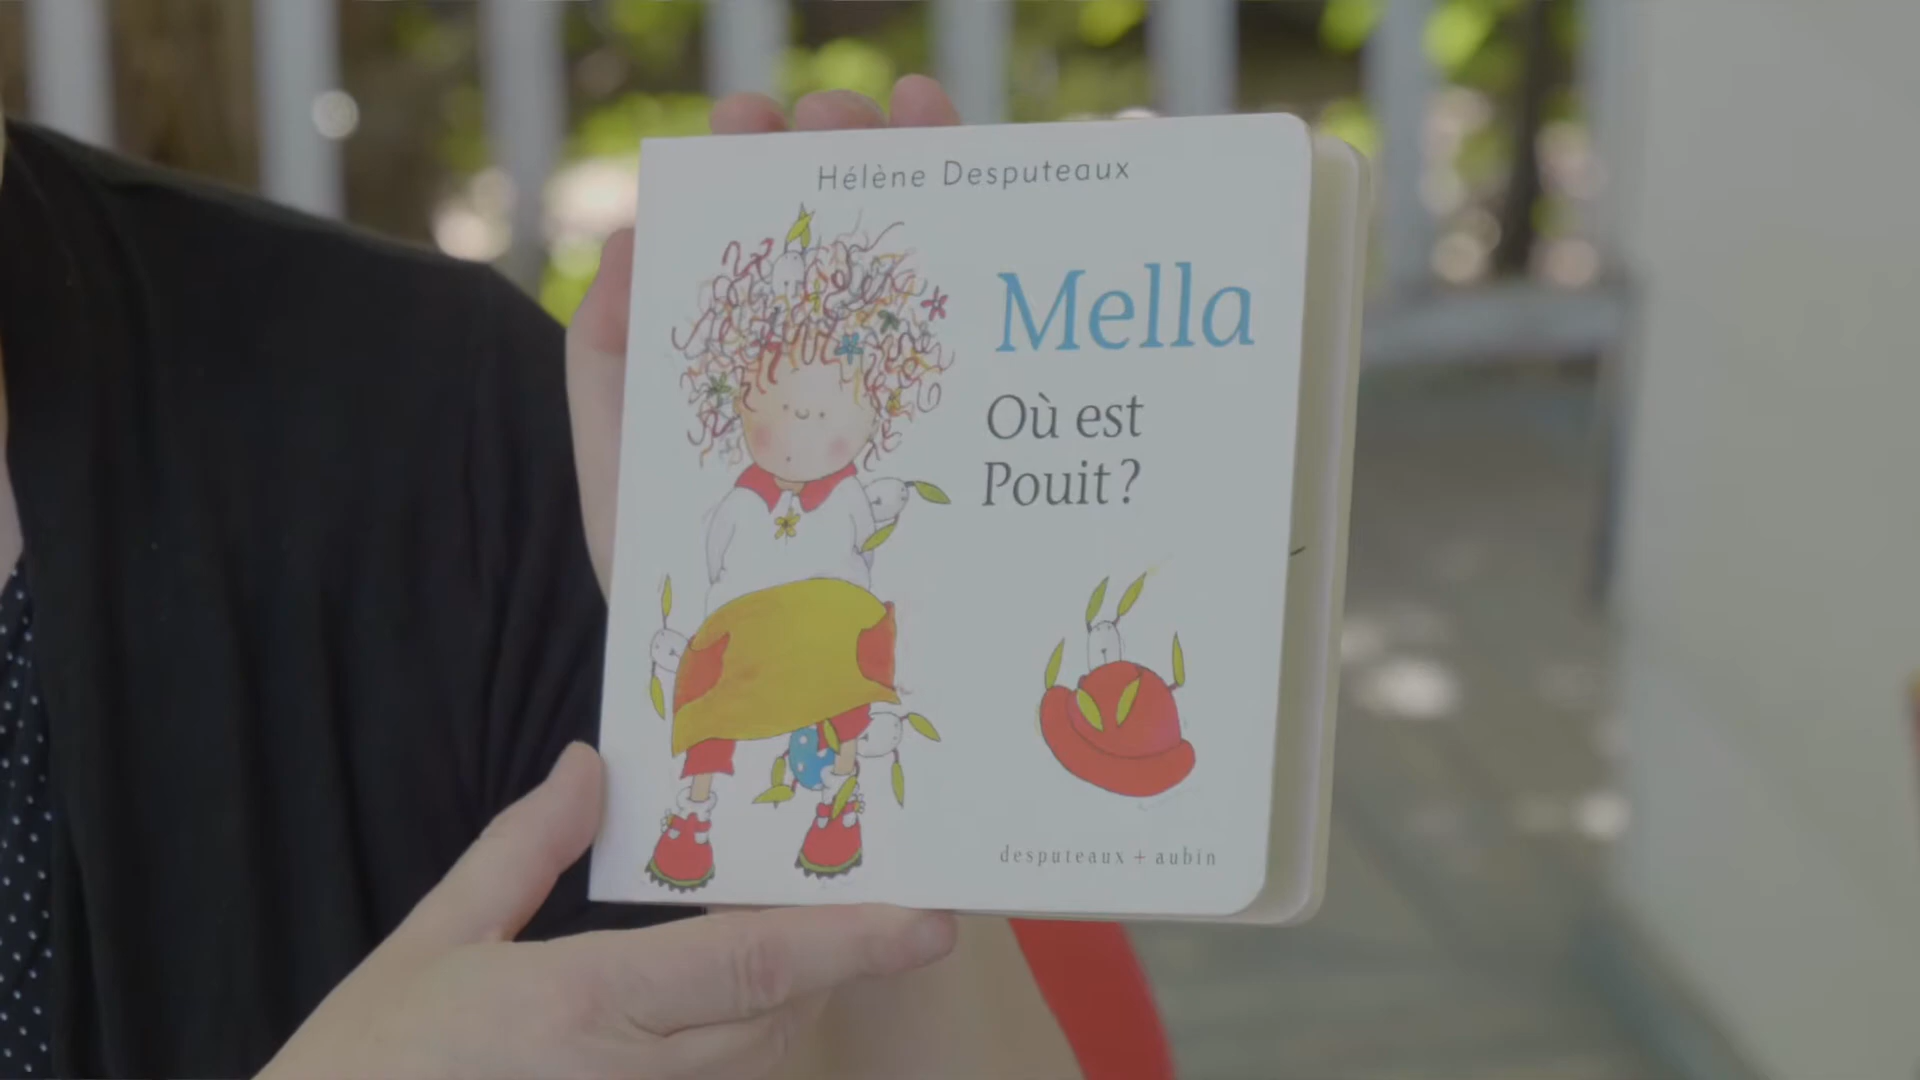 Hélène Desputeaux
Mella
Où est
Pouit ?
desputeaux + aubin